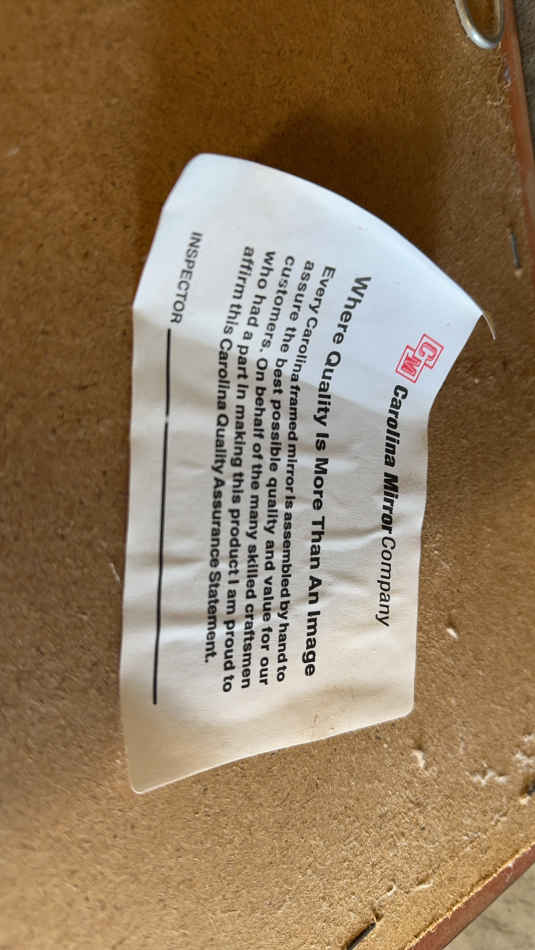 CM Carolina Mirror Company
Where Quality Is More Than An Image
Every Carolina framed mirror is assembled by hand to
assure the best possible quality and value for our
customers. On behalf of the many skilled craftsmen
who had a part in making this product I am proud to
affirm this Carolina Quality Assurance Statement.
INSPECTOR